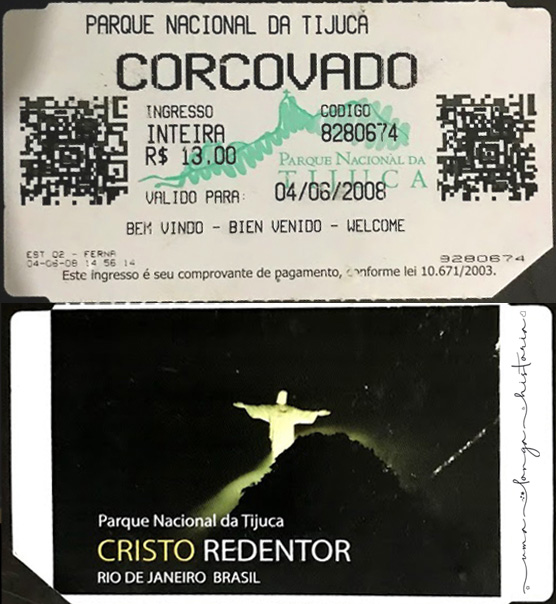 PARQUE NACIONAL DA TIJUCA
CORCOVADO
INGRESSO
INTEIRA
R$ 13.00
CODIGO
8280674
PARQUE NACIONAL DA
TIJUCA
VALIDO PARA: 04/06/2008
BEM VINDO - BIEN VENIDO - WELCOME
EST 02 - FERNA
04-06-08 14 56 14
9280674
Este ingresso é seu comprovante de pagamento, conforme lei 10.671/2003.
Parque Nacional da Tijuca
CRISTO REDENTOR
RIO DE JANEIRO BRASIL
uma longa historia